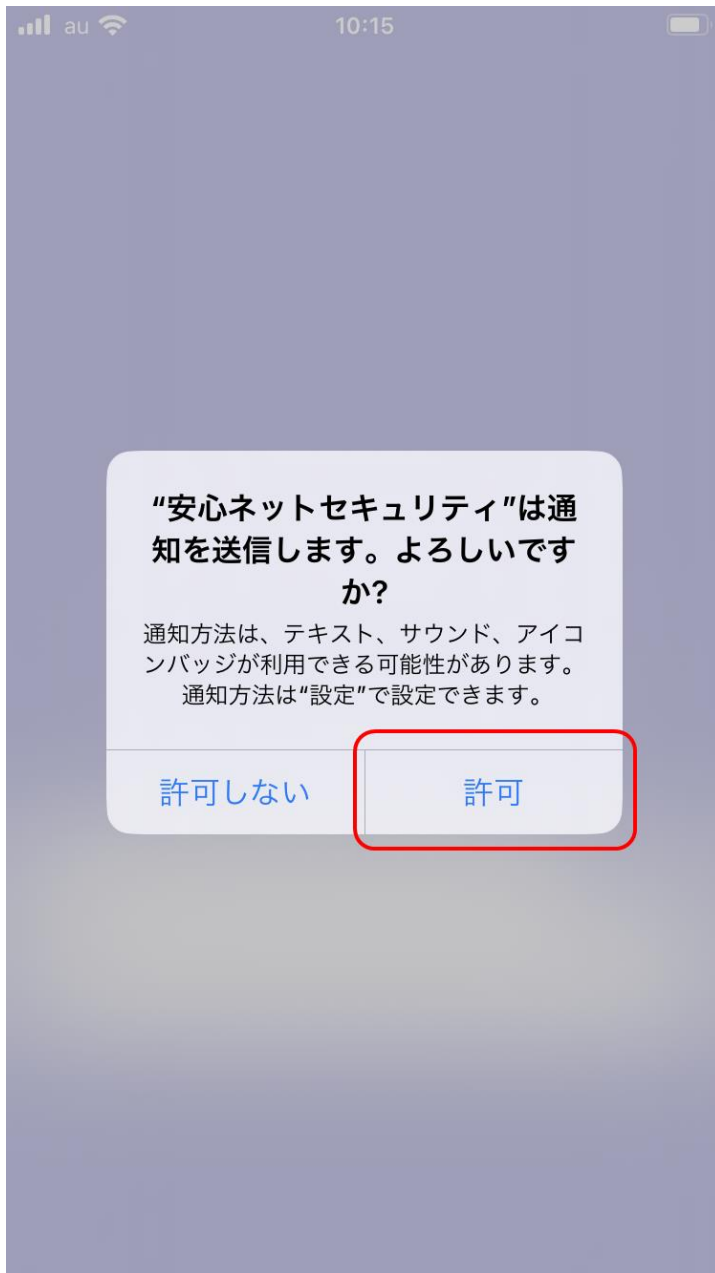 au 10:15
“安心ネットセキュリティ”は通
知を送信します。よろしいです
か?
通知方法は、テキスト、サウンド、アイコ
ンバッジが利用できる可能性があります。
通知方法は“設定”で設定できます。
許可しない 許可